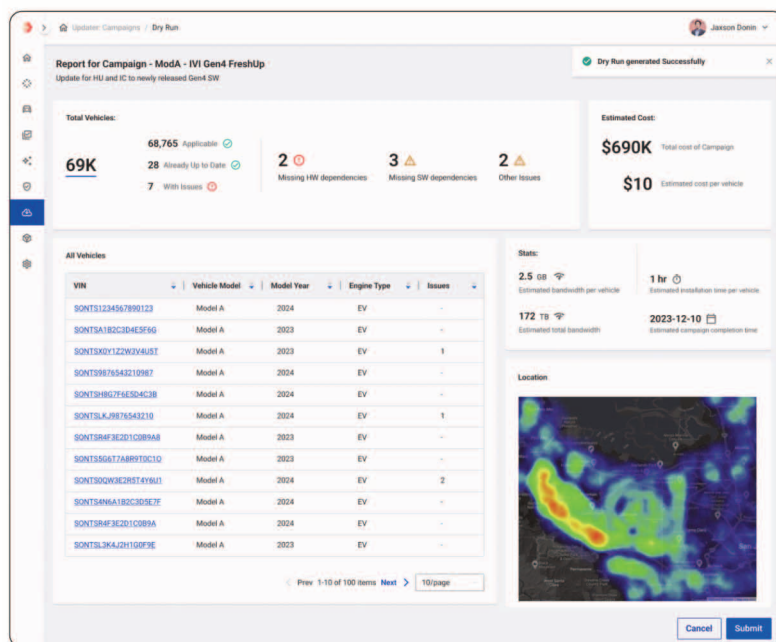 Updater: Campaigns / Dry Run
Jaxson Donin
Report for Campaign - ModA - IVI Gen4 FreshUp
Update for HU and IC to newly released Gen4 SW
Dry Run generated Successfully
Total Vehicles:
69K
68,765 Applicable
28 Already Up to Date
7 With Issues
2
Missing HW dependencies
3
Missing SW dependencies
2
Other Issues
Estimated Cost:
$690K Total cost of Campaign
$10 Estimated cost per vehicle
All Vehicles
VIN Vehicle Model Model Year Engine Type Issues
SONTS1234567890123 Model A 2024 EV -
SONTSA1B2C3D4E5F6G Model A 2023 EV -
SONTSX0Y1Z2W3V4U5T Model A 2023 EV 1
SONTS9876543210987 Model A 2024 EV -
SONTSH8G7F6E5D4C3B Model A 2024 EV -
SONTSLKJ9876543210 Model A 2024 EV 1
SONTSR4F3E2D1C0B9A8 Model A 2023 EV -
SONTS5G6T7A8R9T0C1O Model A 2023 EV -
SONTS0QW3E2R5T4Y6U1 Model A 2024 EV 2
SONTS4N6A1B2C3D5E7F Model A 2024 EV -
SONTSR4F3E2D1C0B9A Model A 2024 EV -
SONTSL3K4J2H1G0F9E Model A 2023 EV -
Prev 1-10 of 100 items Next 10/page
Stats:
2.5 GB
Estimated bandwidth per vehicle
1 hr
Estimated installation time per vehicle
172 TB
Estimated total bandwidth
2023-12-10
Estimated campaign completion time
Location
Cancel Submit